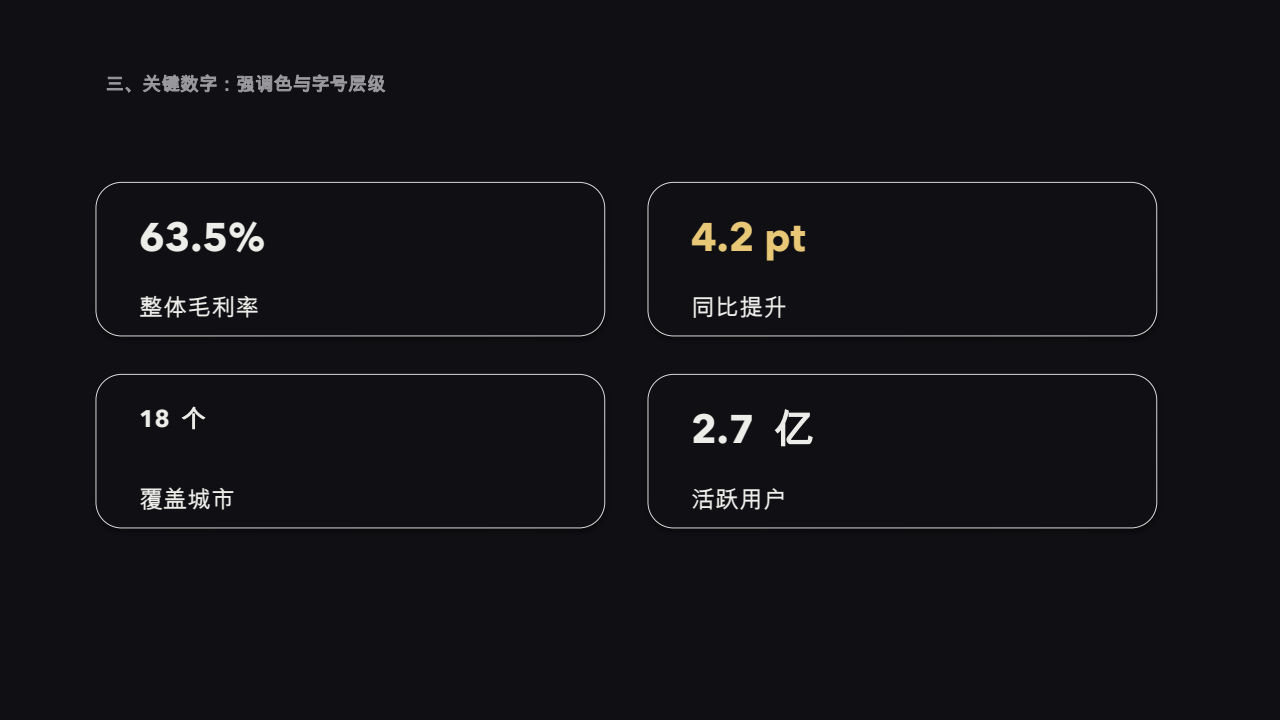 三、关键数字：强调色与字号层级
63.5%
整体毛利率
4.2 pt
同比提升
18 个
覆盖城市
2.7 亿
活跃用户